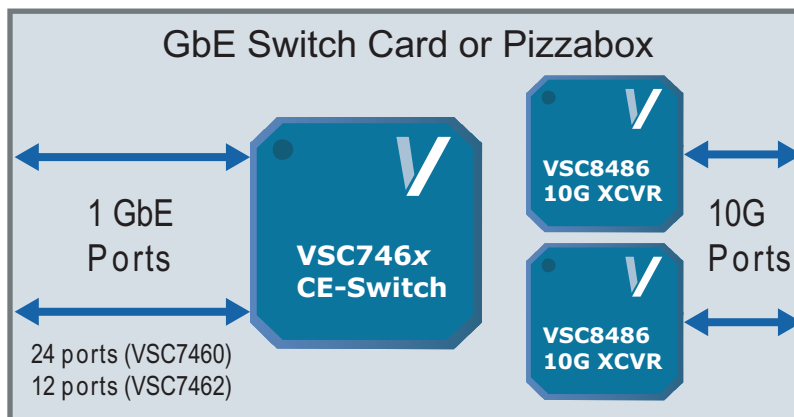 GbE Switch Card or Pizzabox
1 GbE
Ports
24 ports (VSC7460)
12 ports (VSC7462)
VSC746x
CE-Switch
VSC8486
10G XCVR
VSC8486
10G XCVR
10G
Ports